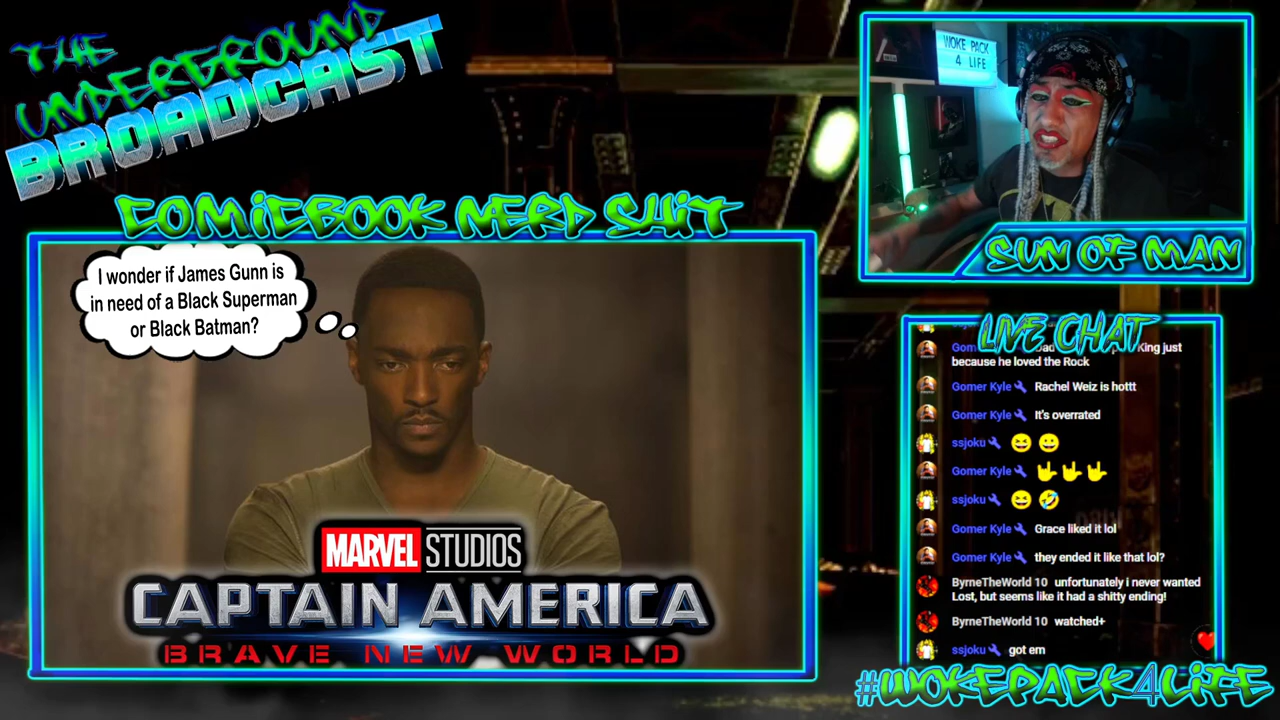 THE
UNDERGROUND
BROADCAST
WOKE PACK
4 LIFE
COMICBOOK NERD SHIT
SUN OF MAN
I wonder if James Gunn is
in need of a Black Superman
or Black Batman?
MARVEL STUDIOS
CAPTAIN AMERICA
BRAVE NEW WORLD
LIVE CHAT
King just
because he loved the Rock
Gomer Kyle Rachel Weiz is hottt
Gomer Kyle It's overrated
ssjoku 😆 😀
Gomer Kyle 🤟 🤟 🤟
ssjoku 😆 🤣
Gomer Kyle Grace liked it lol
Gomer Kyle they ended it like that lol?
ByrneTheWorld 10 unfortunately i never wanted
Lost, but seems like it had a shitty ending!
ByrneTheWorld 10 watched+
ssjoku got em
#WOKEPACK4LIFE